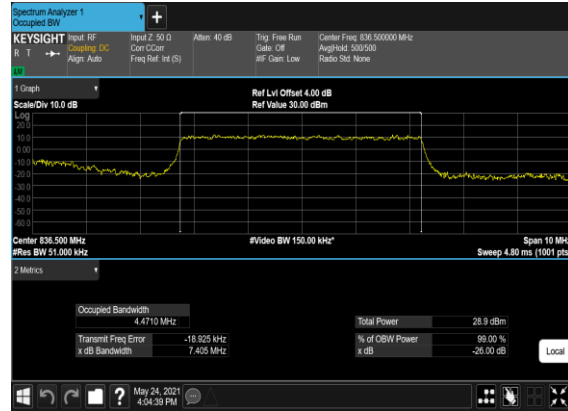 Spectrum Analyzer 1
Occupied BW
+
KEYSIGHT Input: RF Input Z: 50 Ω Atten: 40 dB Trig: Free Run Center Freq: 836.500000 MHz
R T Coupling: DC Corr CCorr Gate: Off Avg|Hold: 500/500
Align: Auto Freq Ref: Int (S) #IF Gain: Low Radio Std: None
1 Graph
Ref Lvl Offset 4.00 dB
Scale/Div 10.0 dB Ref Value 30.00 dBm
Log
20.0
10.0
0.00
-10.0
-20.0
-30.0
-40.0
-50.0
-60.0
Center 836.500 MHz #Video BW 150.00 kHz* Span 10 MHz
#Res BW 51.000 kHz Sweep 4.80 ms (1001 pts)
2 Metrics
Occupied Bandwidth
4.4710 MHz Total Power 28.9 dBm
Transmit Freq Error -18.925 kHz % of OBW Power 99.00 %
x dB Bandwidth 7.405 MHz x dB -26.00 dB
Local
? May 24, 2021
4:04:39 PM